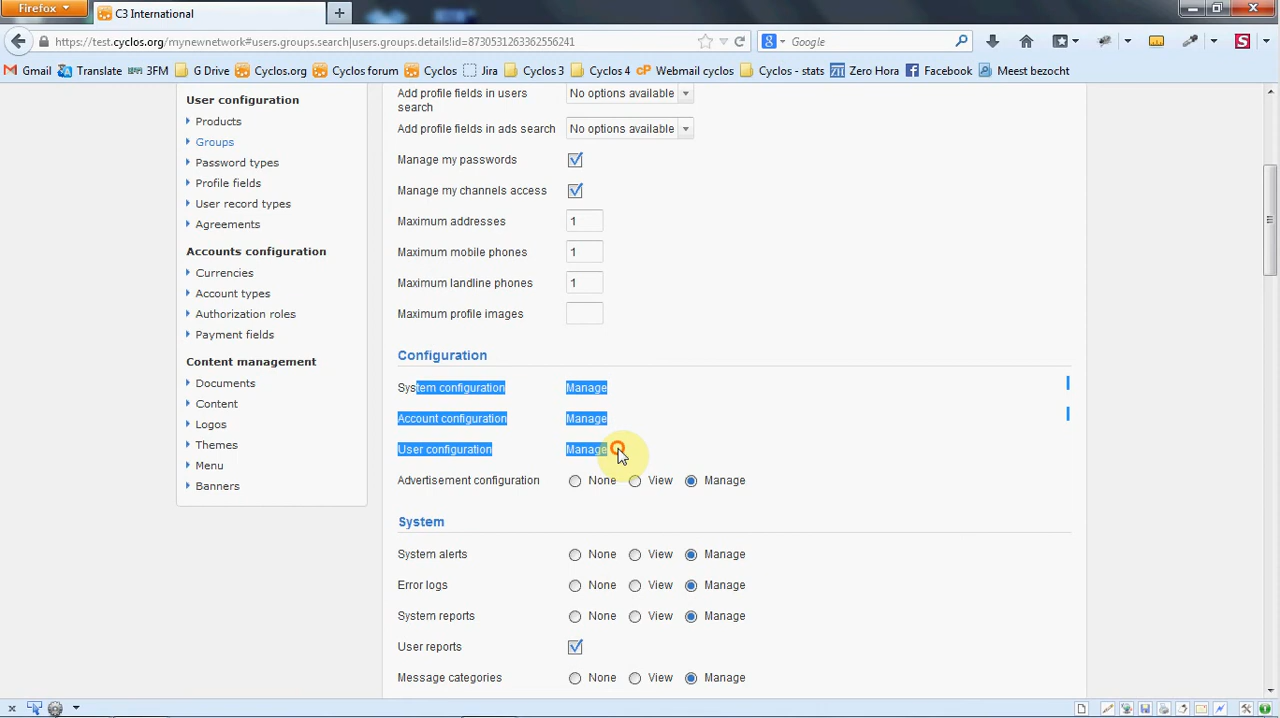 Firefox
C3 International
https://test.cyclos.org/mynewnetwork#users.groups.search|users.groups.detailsId=8730531263362556241
Google
Gmail Translate 3FM G Drive Cyclos.org Cyclos forum Cyclos Jira Cyclos 3 Cyclos 4 Webmail cyclos Cyclos - stats Zero Hora Facebook Meest bezocht
User configuration
Products
Groups
Password types
Profile fields
User record types
Agreements
Accounts configuration
Currencies
Account types
Authorization roles
Payment fields
Content management
Documents
Content
Logos
Themes
Menu
Banners
Add profile fields in users
search
No options available
Add profile fields in ads search No options available
Manage my passwords
Manage my channels access
Maximum addresses 1
Maximum mobile phones 1
Maximum landline phones 1
Maximum profile images
Configuration
System configuration Manage
Account configuration Manage
User configuration Manage
Advertisement configuration None View Manage
System
System alerts None View Manage
Error logs None View Manage
System reports None View Manage
User reports
Message categories None View Manage